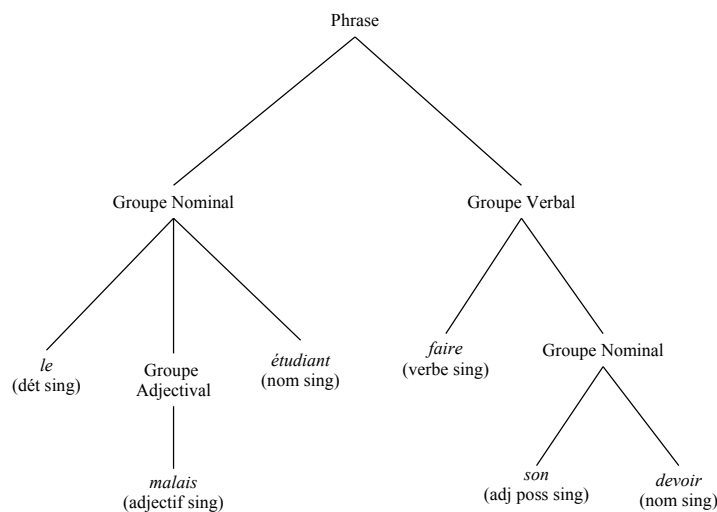 Phrase
Groupe Nominal
Groupe Verbal
le
(dét sing)
Groupe
Adjectival
étudiant
(nom sing)
faire
(verbe sing)
Groupe Nominal
malais
(adjectif sing)
son
(adj poss sing)
devoir
(nom sing)